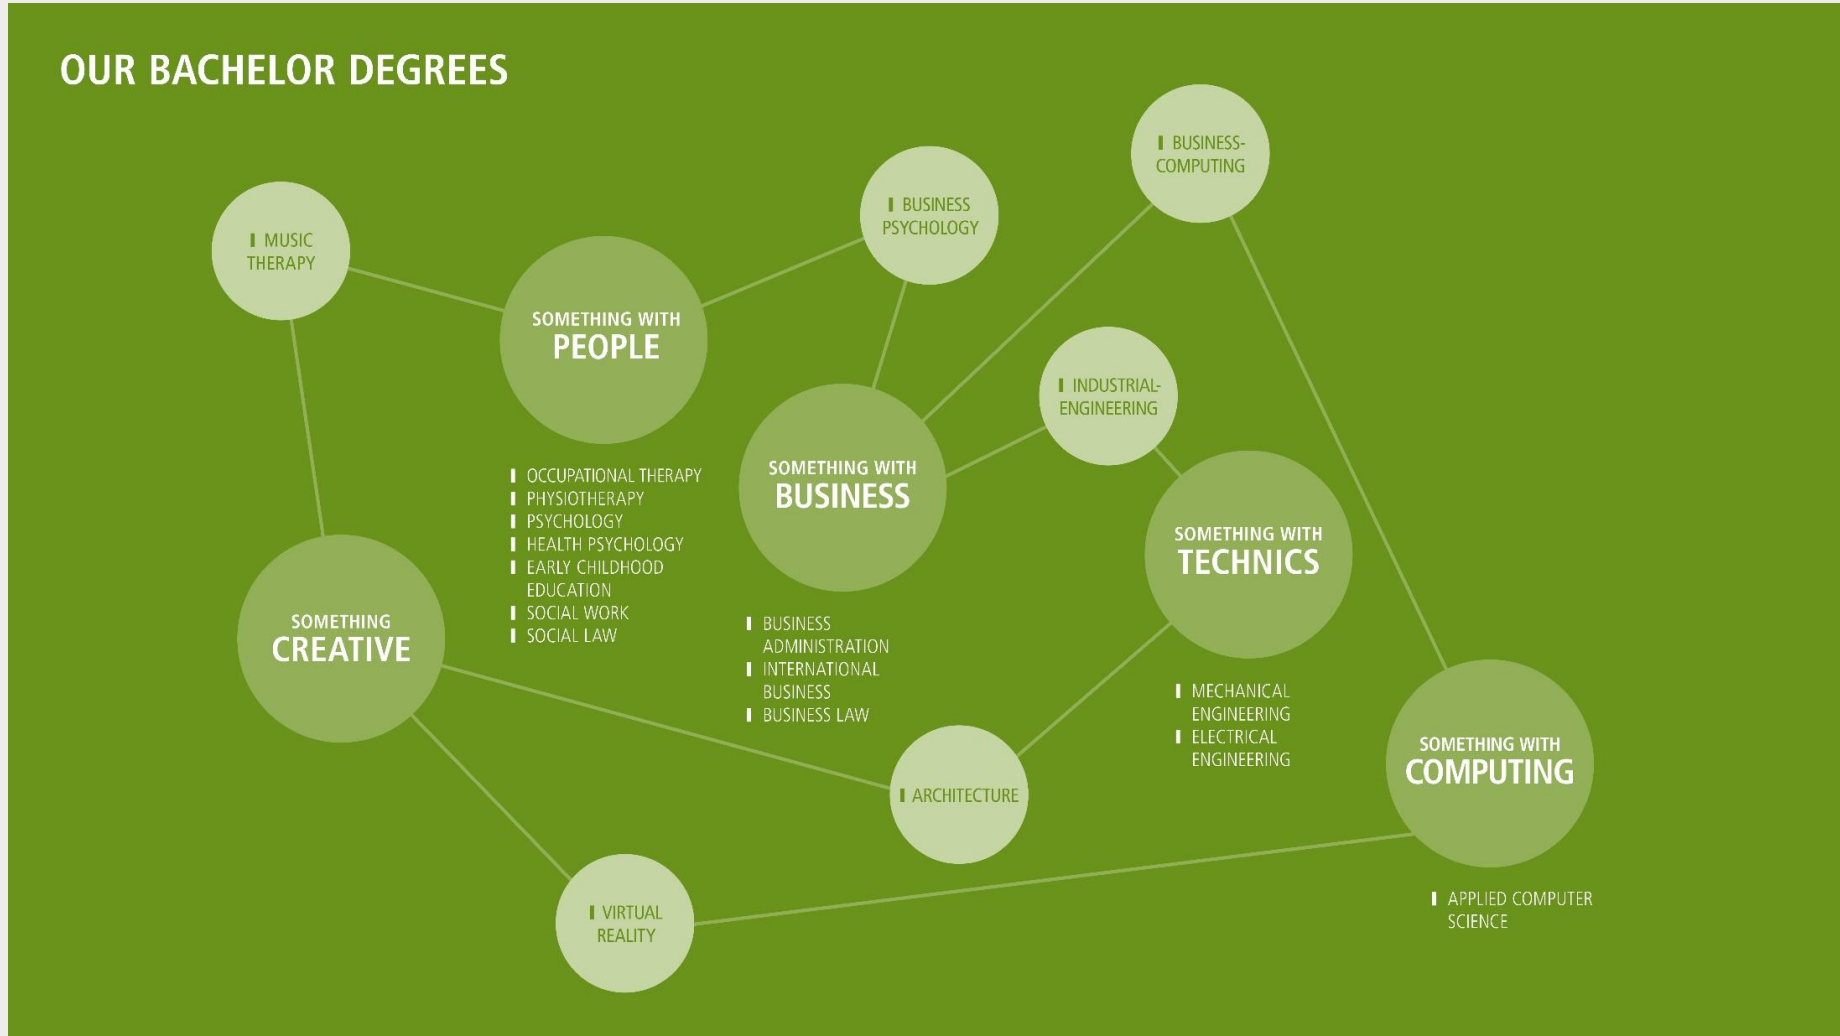 OUR BACHELOR DEGREES
BUSINESS-
COMPUTING
BUSINESS
PSYCHOLOGY
MUSIC
THERAPY
SOMETHING WITH
PEOPLE
INDUSTRIAL-
ENGINEERING
OCCUPATIONAL THERAPY
PHYSIOTHERAPY
PSYCHOLOGY
HEALTH PSYCHOLOGY
EARLY CHILDHOOD
EDUCATION
SOCIAL WORK
SOCIAL LAW
SOMETHING WITH
BUSINESS
BUSINESS
ADMINISTRATION
INTERNATIONAL
BUSINESS
BUSINESS LAW
SOMETHING WITH
TECHNICS
MECHANICAL
ENGINEERING
ELECTRICAL
ENGINEERING
SOMETHING
CREATIVE
SOMETHING WITH
COMPUTING
APPLIED COMPUTER
SCIENCE
ARCHITECTURE
VIRTUAL
REALITY